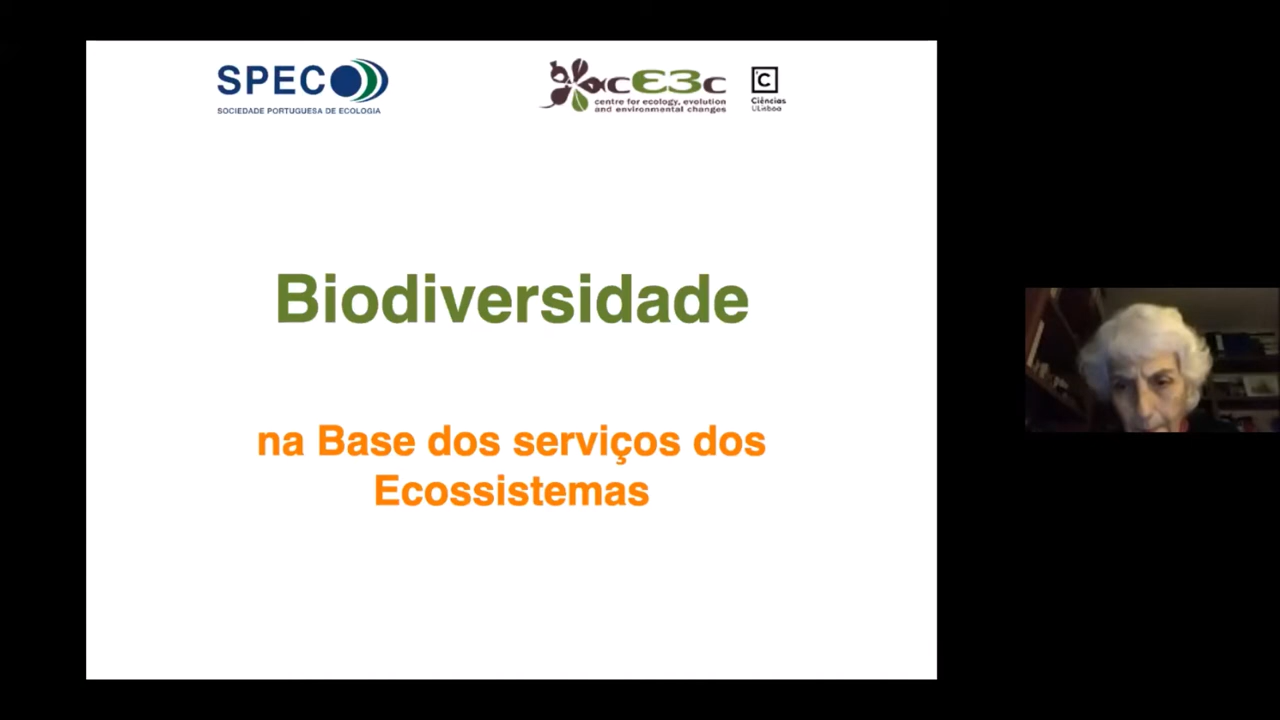 SPECO
SOCIEDADE PORTUGUESA DE ECOLOGIA
cE3c
centre for ecology, evolution
and environmental changes
C
Ciências
ULisboa
Biodiversidade
na Base dos serviços dos
Ecossistemas